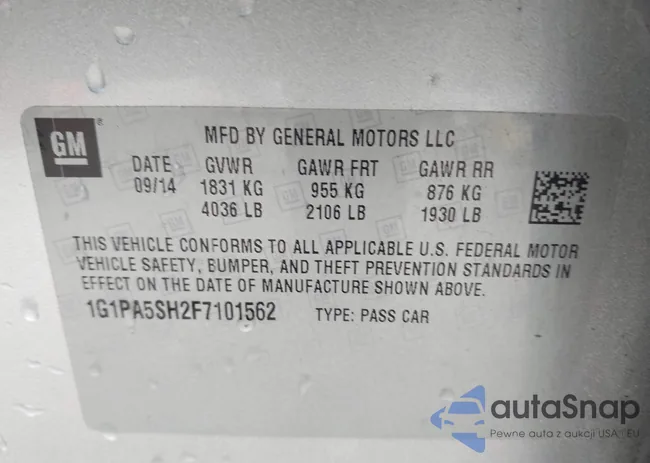 GM®
MFD BY GENERAL MOTORS LLC
DATE GVWR GAWR FRT GAWR RR
09/14 1831 KG 955 KG 876 KG
4036 LB 2106 LB 1930 LB
THIS VEHICLE CONFORMS TO ALL APPLICABLE U.S. FEDERAL MOTOR
VEHICLE SAFETY, BUMPER, AND THEFT PREVENTION STANDARDS IN
EFFECT ON THE DATE OF MANUFACTURE SHOWN ABOVE.
1G1PA5SH2F7101562 TYPE: PASS CAR
autaSnap
Pewne auta z aukcji USA, EU